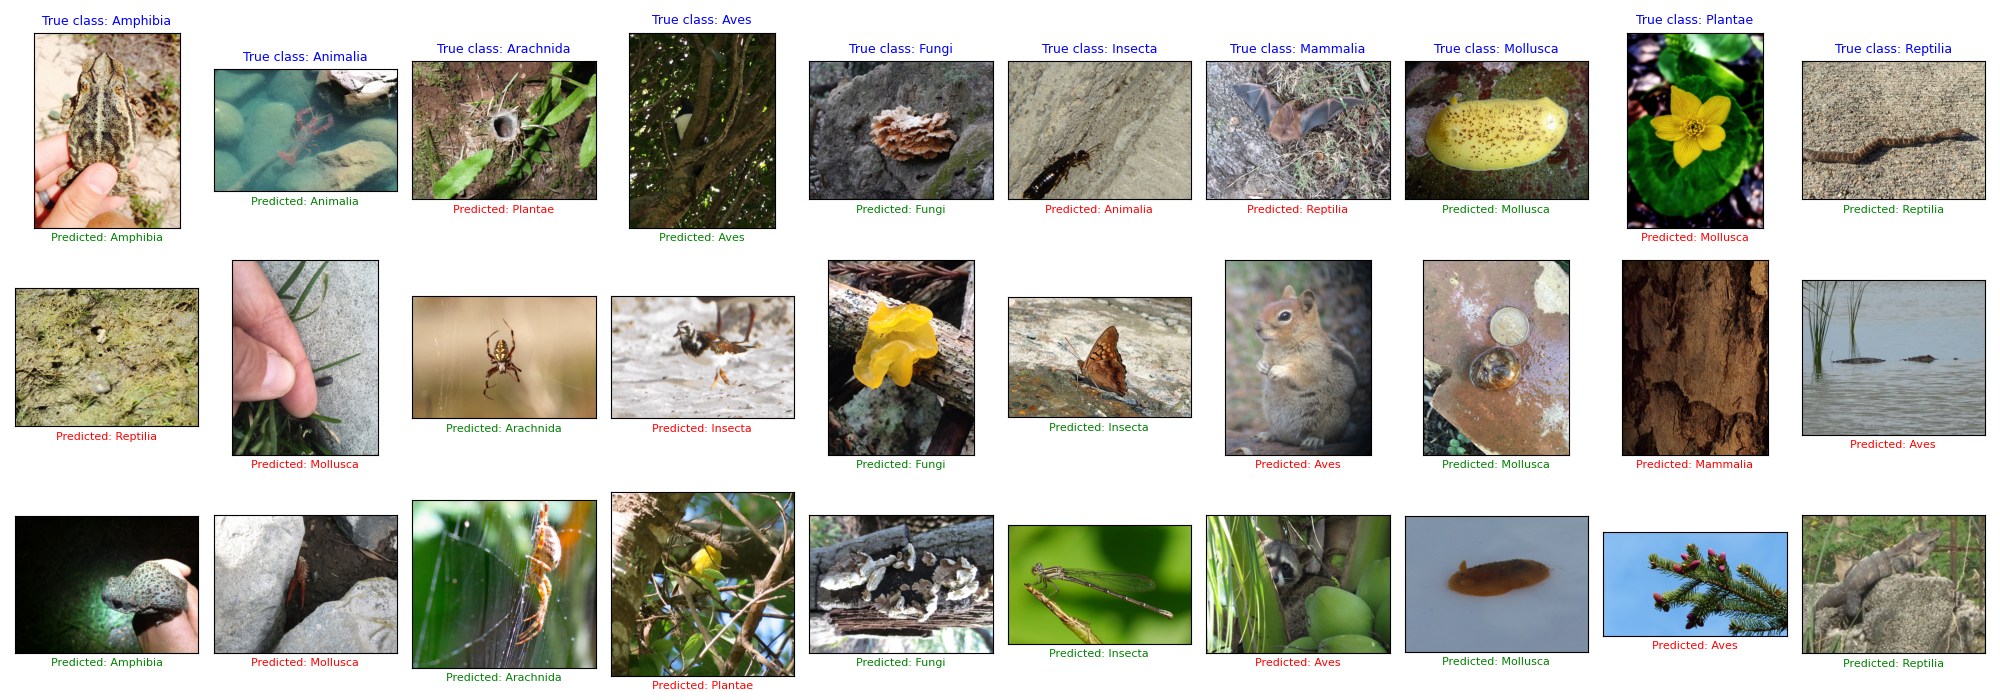 True class: Amphibia
True class: Animalia
True class: Arachnida
True class: Aves
True class: Fungi
True class: Insecta
True class: Mammalia
True class: Mollusca
True class: Plantae
True class: Reptilia
Predicted: Amphibia
Predicted: Animalia
Predicted: Plantae
Predicted: Aves
Predicted: Fungi
Predicted: Animalia
Predicted: Reptilia
Predicted: Mollusca
Predicted: Mollusca
Predicted: Reptilia
Predicted: Reptilia
Predicted: Mollusca
Predicted: Arachnida
Predicted: Insecta
Predicted: Fungi
Predicted: Insecta
Predicted: Aves
Predicted: Mollusca
Predicted: Mammalia
Predicted: Aves
Predicted: Amphibia
Predicted: Mollusca
Predicted: Arachnida
Predicted: Plantae
Predicted: Fungi
Predicted: Insecta
Predicted: Aves
Predicted: Mollusca
Predicted: Aves
Predicted: Reptilia